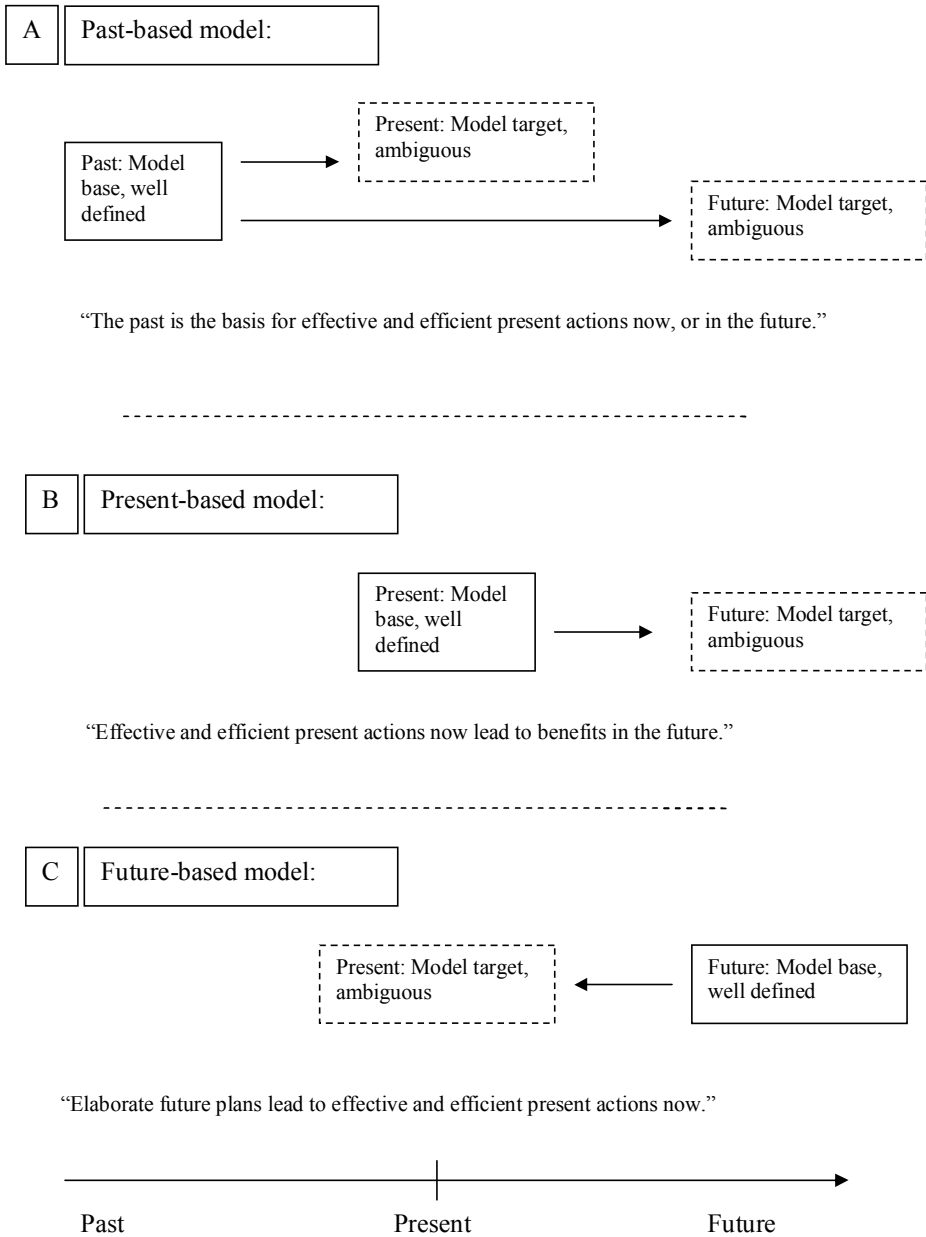 A Past-based model:
Present: Model target,
ambiguous
Past: Model
base, well
defined
Future: Model target,
ambiguous
“The past is the basis for effective and efficient present actions now, or in the future.”
B Present-based model:
Present: Model
base, well
defined
Future: Model target,
ambiguous
“Effective and efficient present actions now lead to benefits in the future.”
C Future-based model:
Present: Model target,
ambiguous
Future: Model base,
well defined
“Elaborate future plans lead to effective and efficient present actions now.”
Past Present Future